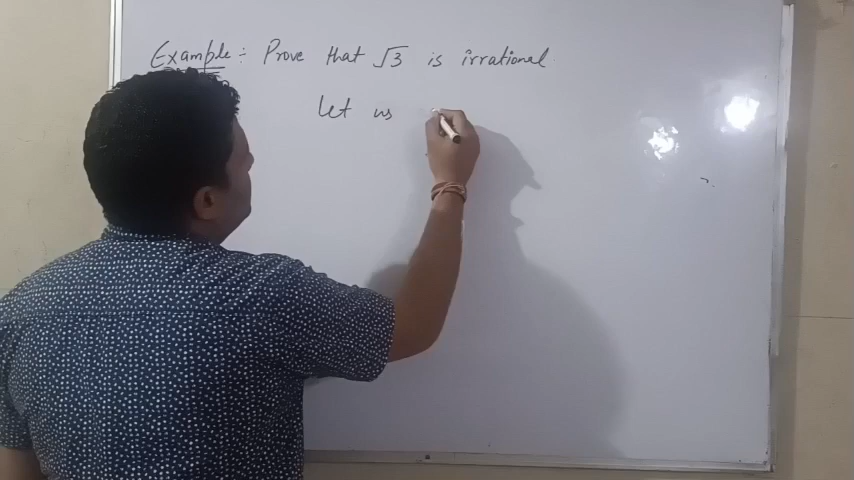 Example :- Prove that √3 is irrational.
Let us